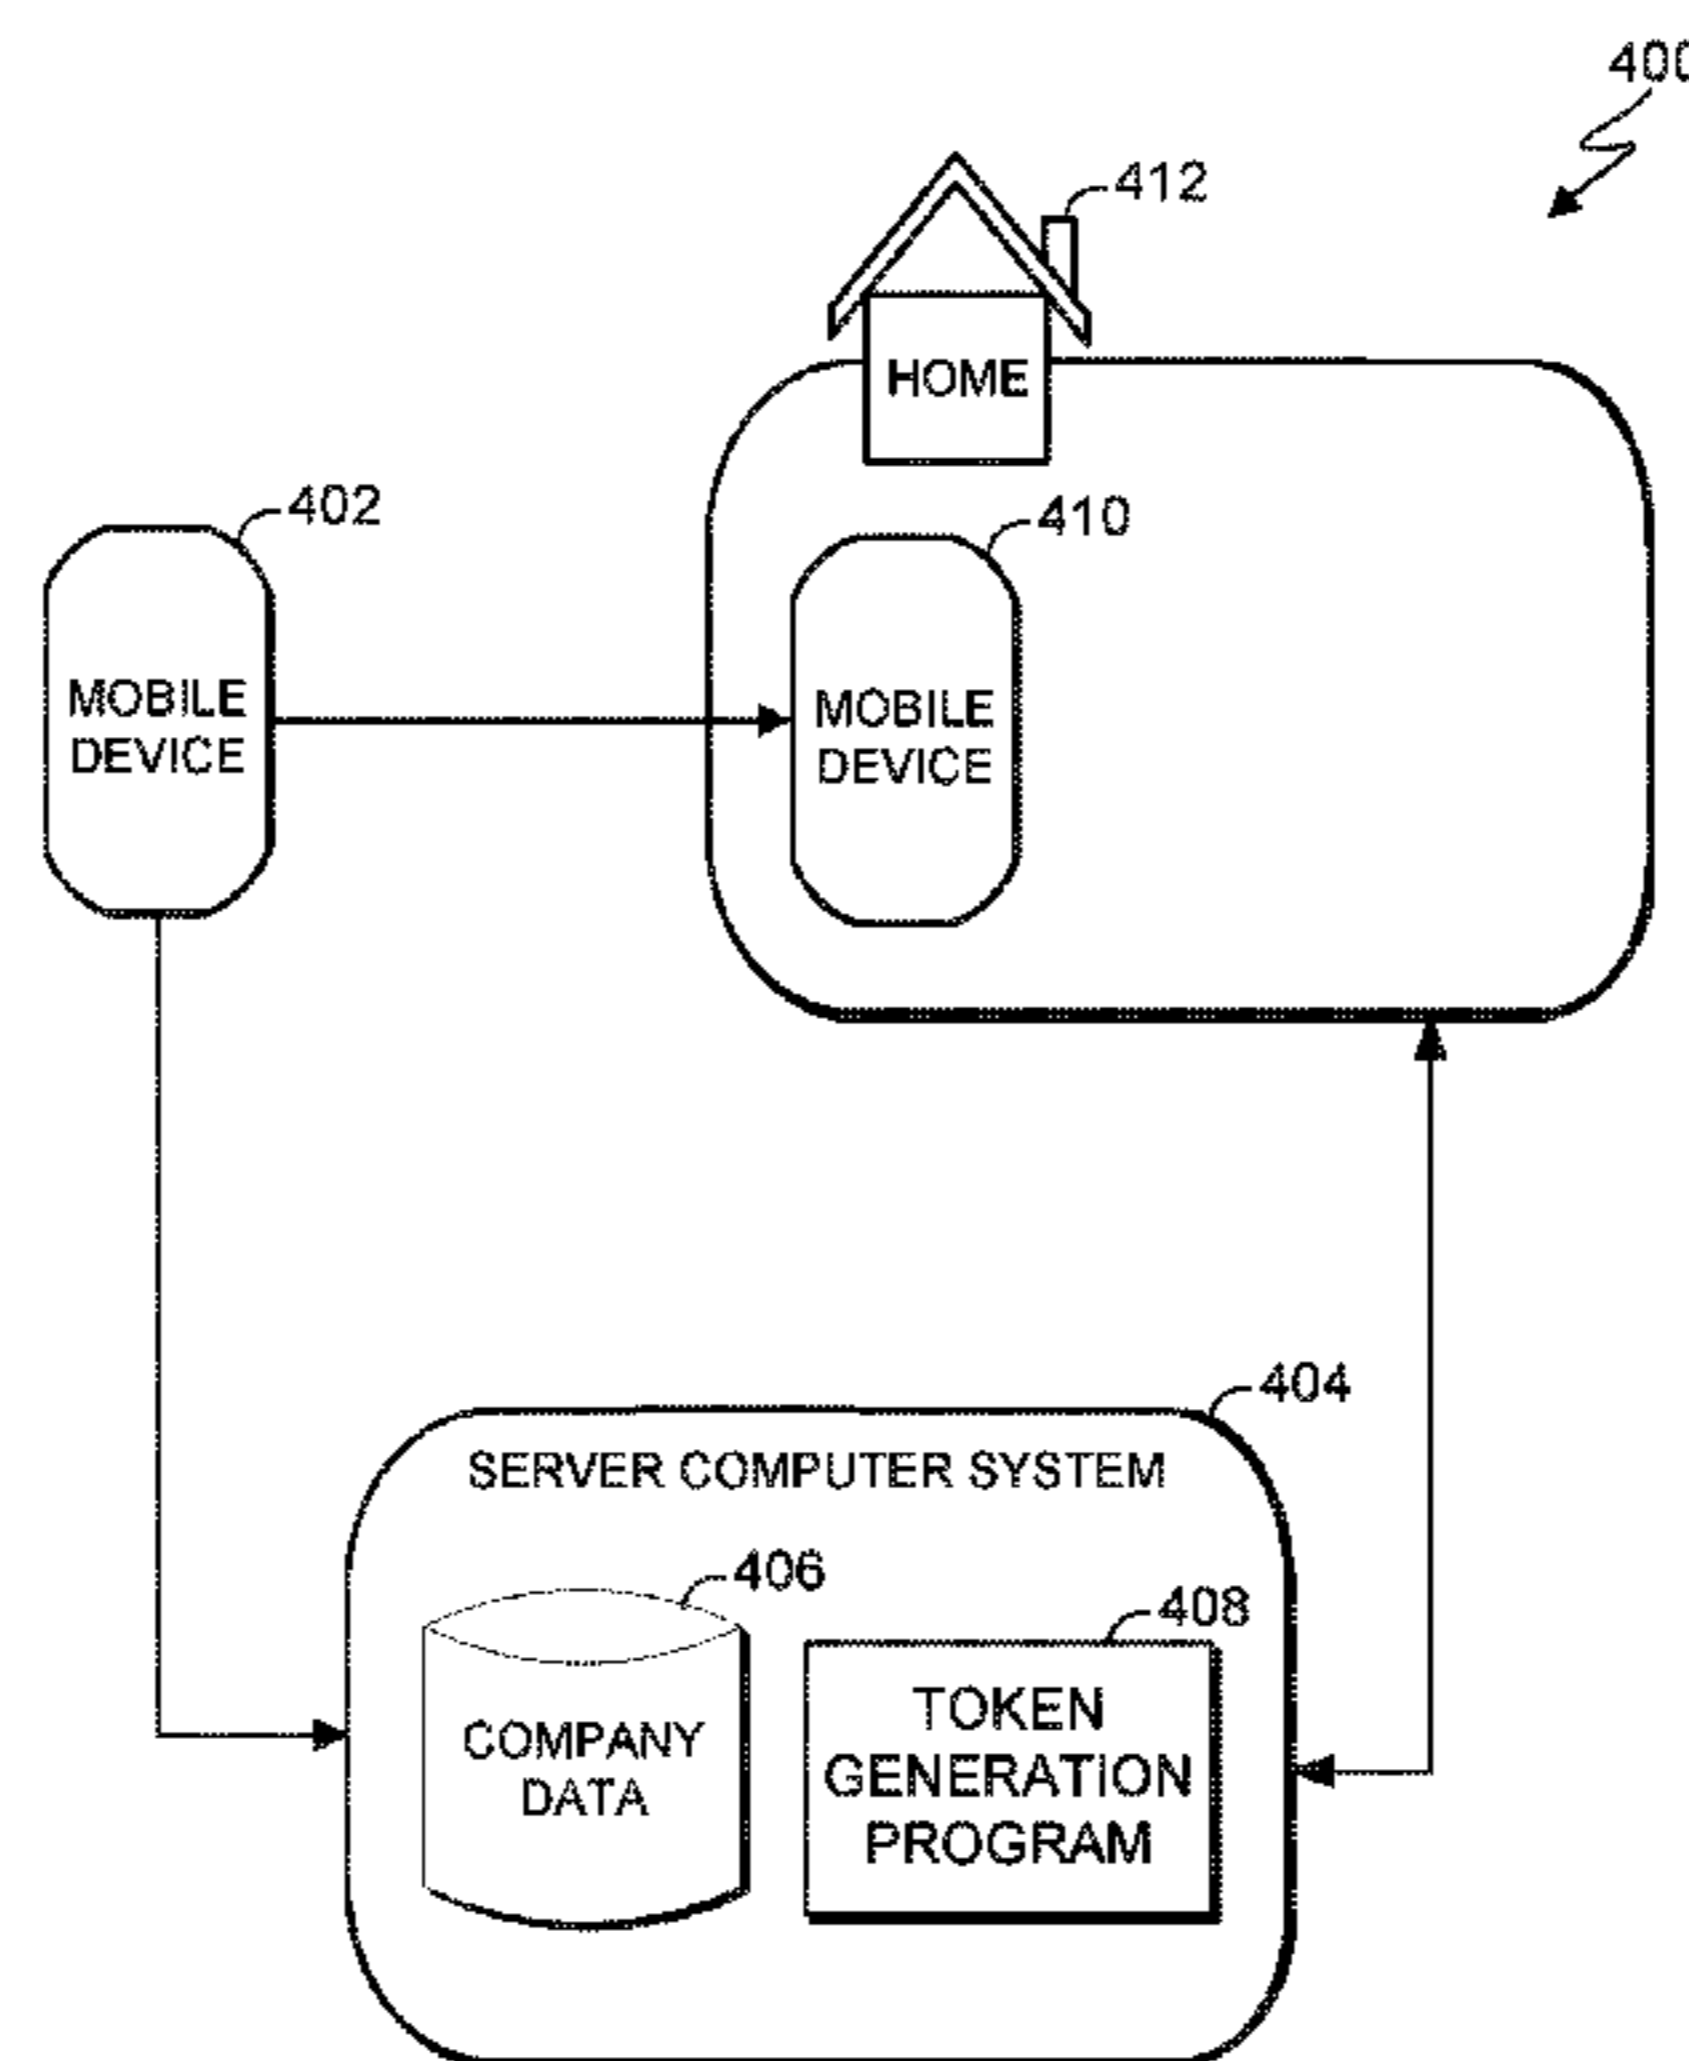 400
412
HOME
402
410
MOBILE
DEVICE
MOBILE
DEVICE
404
SERVER COMPUTER SYSTEM
406
408
COMPANY
DATA
TOKEN
GENERATION
PROGRAM